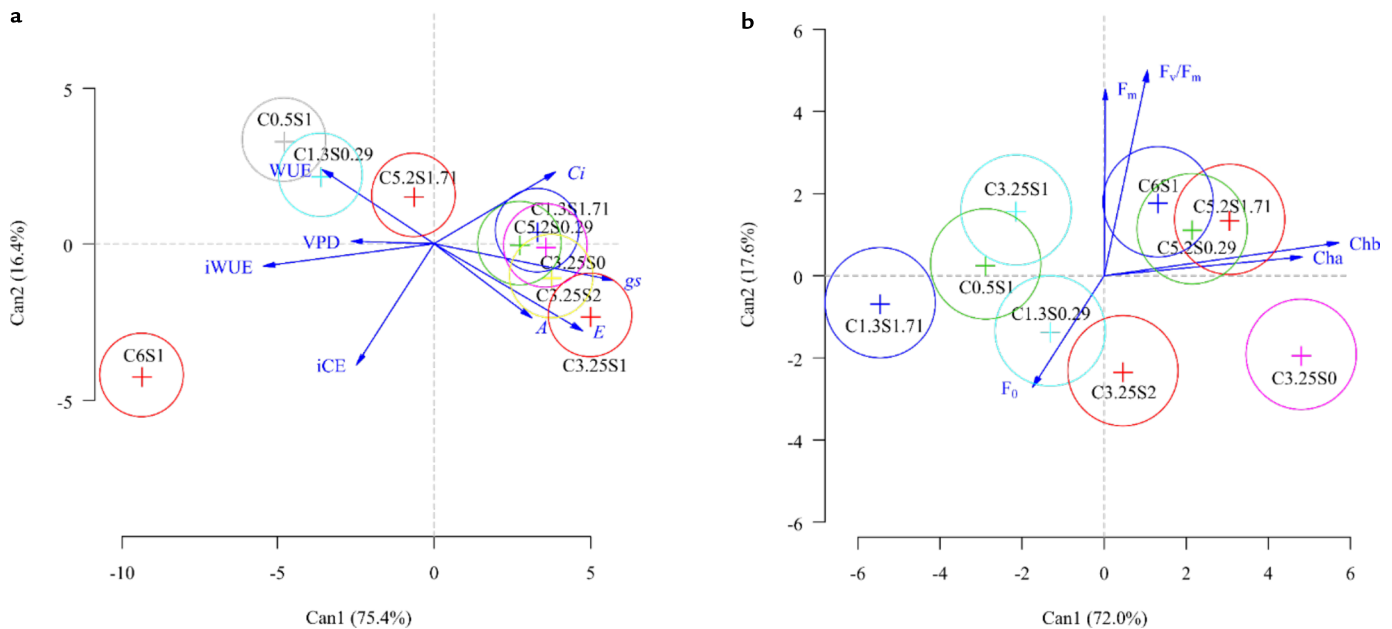 a
5
0
-5
Can2 (16.4%)
C0.5S1
C1.3S0.29
WUE
C5.2S1.71
Ci
C1.3S1.71
C5.2S0.29
VPD
iWUE
C3.25S0
gs
C3.25S2
A
E
iCE
C6S1
C3.25S1
-10
-5
0
5
Can1 (75.4%)
b
6
4
2
0
-2
-4
-6
Can2 (17.6%)
Fv/Fm
Fm
C3.25S1
C6S1
C5.2S1.71
C5.2S0.29
Chb
Cha
C0.5S1
C1.3S1.71
C1.3S0.29
C3.25S0
F0
C3.25S2
-6
-4
-2
0
2
4
6
Can1 (72.0%)